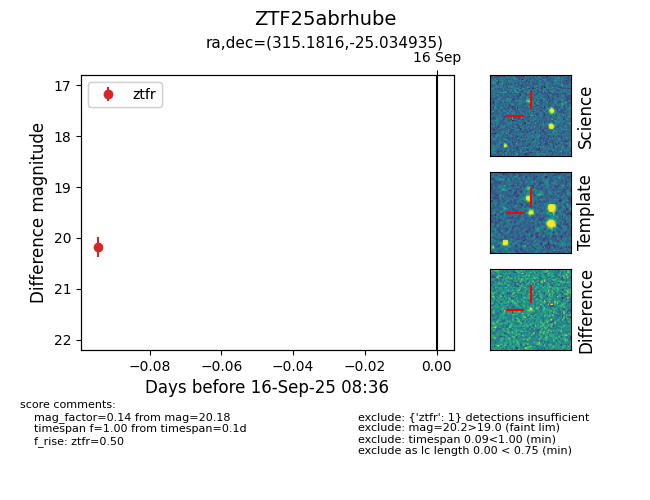 ZTF25abrhube
ra,dec=(315.1816,-25.034935)
16 Sep
ztfr
17
18
19
20
21
22
Difference magnitude
−0.08
−0.06
−0.04
−0.02
0.00
Days before 16-Sep-25 08:36
Science
Template
Difference
score comments:
mag_factor=0.14 from mag=20.18
timespan f=1.00 from timespan=0.1d
f_rise: ztfr=0.50
exclude: {'ztfr': 1} detections insufficient
exclude: mag=20.2>19.0 (faint lim)
exclude: timespan 0.09<1.00 (min)
exclude as lc length 0.00 < 0.75 (min)